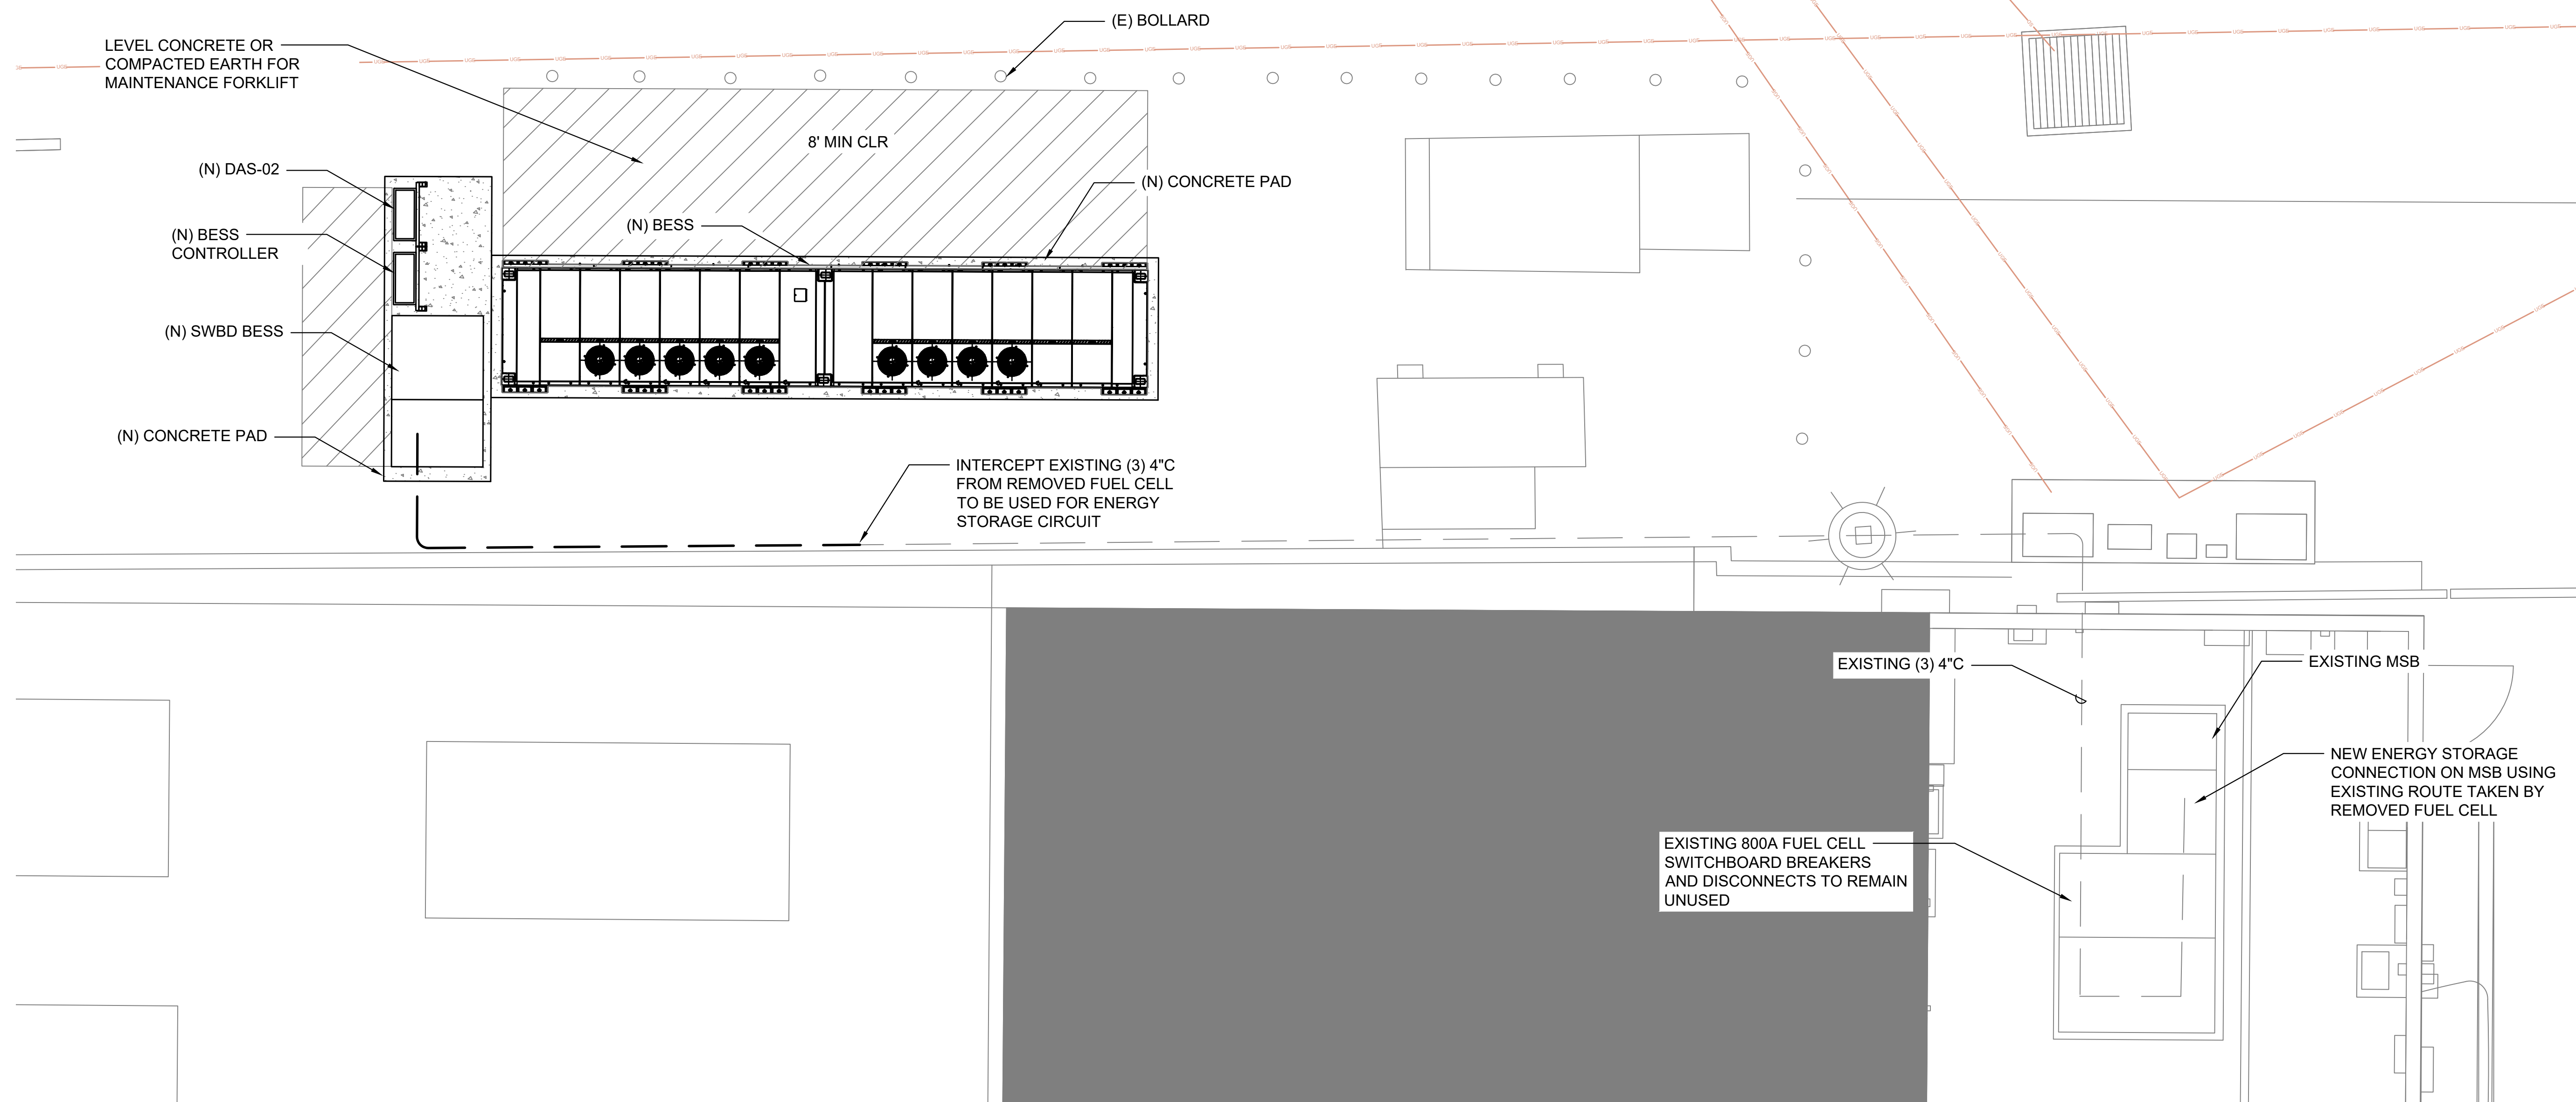 (E) BOLLARD
LEVEL CONCRETE OR
COMPACTED EARTH FOR
MAINTENANCE FORKLIFT
8' MIN CLR
(N) DAS-02
(N) CONCRETE PAD
(N) BESS
(N) BESS
CONTROLLER
(N) SWBD BESS
(N) CONCRETE PAD
INTERCEPT EXISTING (3) 4"C
FROM REMOVED FUEL CELL
TO BE USED FOR ENERGY
STORAGE CIRCUIT
EXISTING (3) 4"C
EXISTING MSB
NEW ENERGY STORAGE
CONNECTION ON MSB USING
EXISTING ROUTE TAKEN BY
REMOVED FUEL CELL
EXISTING 800A FUEL CELL
SWITCHBOARD BREAKERS
AND DISCONNECTS TO REMAIN
UNUSED